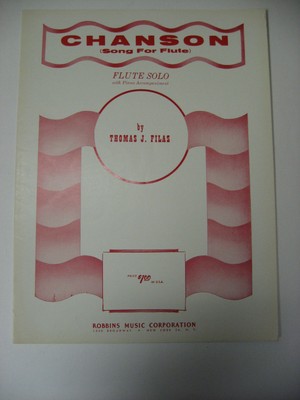 CHANSON
(Song For Flute)
FLUTE SOLO
with Piano Accompaniment
by
THOMAS J. FILAS
ROBBINS MUSIC CORPORATION